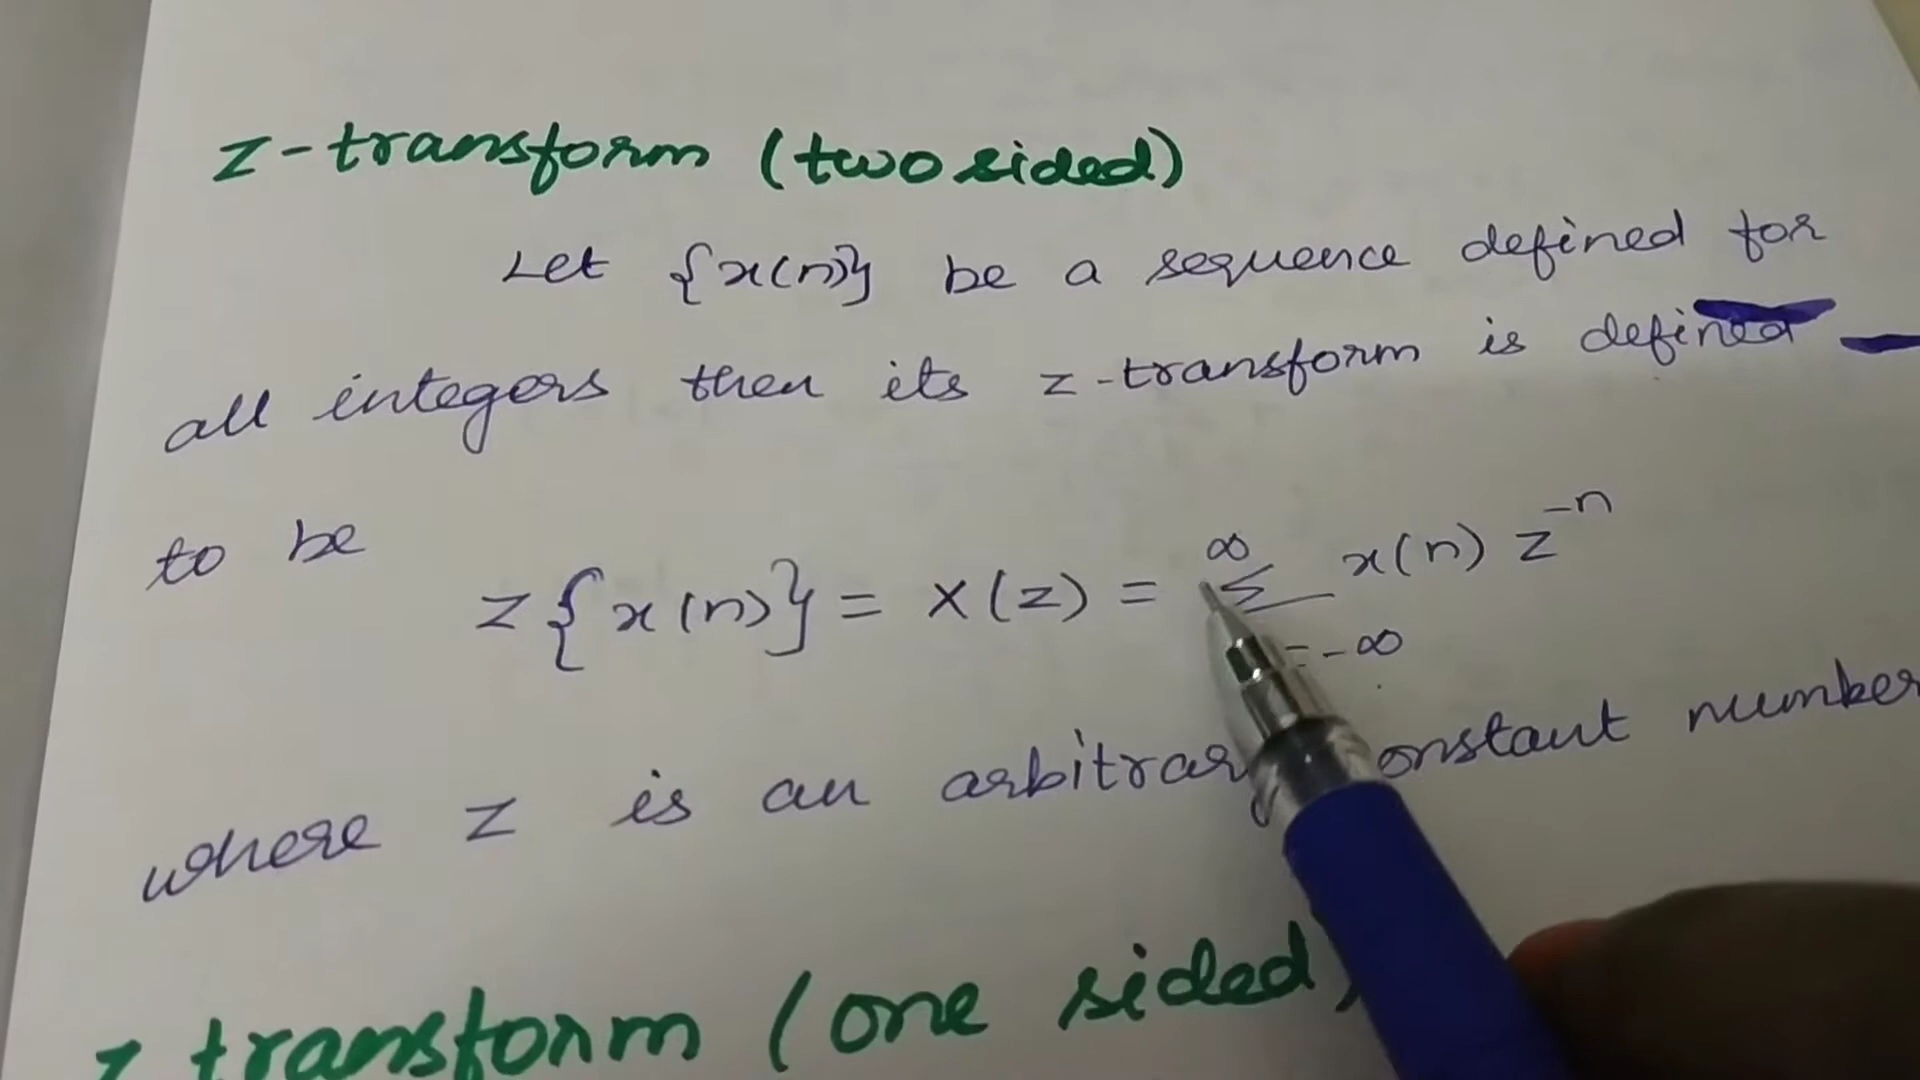 z-transform (two sided)
Let {x(n)} be a sequence defined for
all integers then its z-transform is defined
to be
z{x(n)} = X(z) = ∞ Σ =-∞ x(n) z^-n
where z is an arbitrary constant number
z transform (one sided)